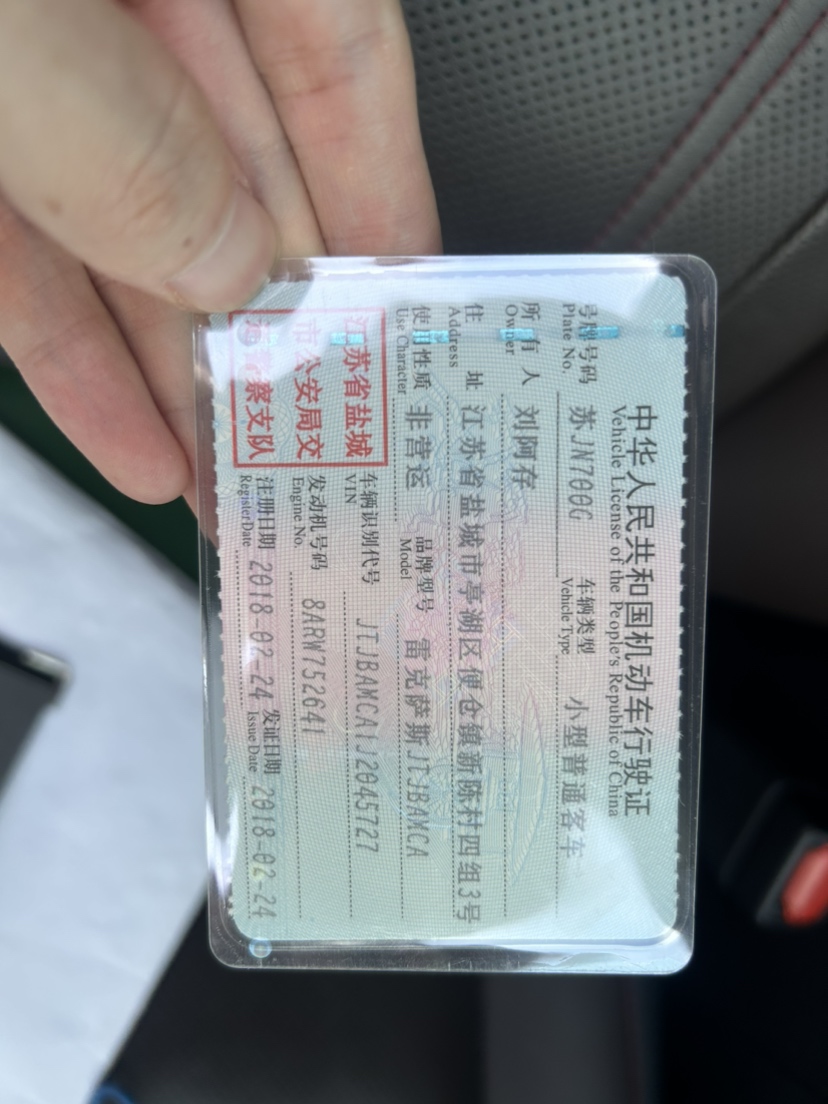 中华人民共和国机动车行驶证
Vehicle License of the People's Republic of China
号牌号码 苏JN700G 车辆类型 小型普通客车
Plate No. Vehicle Type
所有人 刘阿存
Owner
住址 江苏省盐城市亭湖区便仓镇新陈村四组3号
Address
使用性质 非营运 品牌型号 雷克萨斯JTJBAMCA
Use Character Model
江苏省盐城
市公安局交
通警察支队
车辆识别代号 JTJBAMCA1J2045727
VIN
发动机号码 8ARW752641
Engine No.
注册日期 2018-02-24 发证日期 2018-02-24
Register Date Issue Date